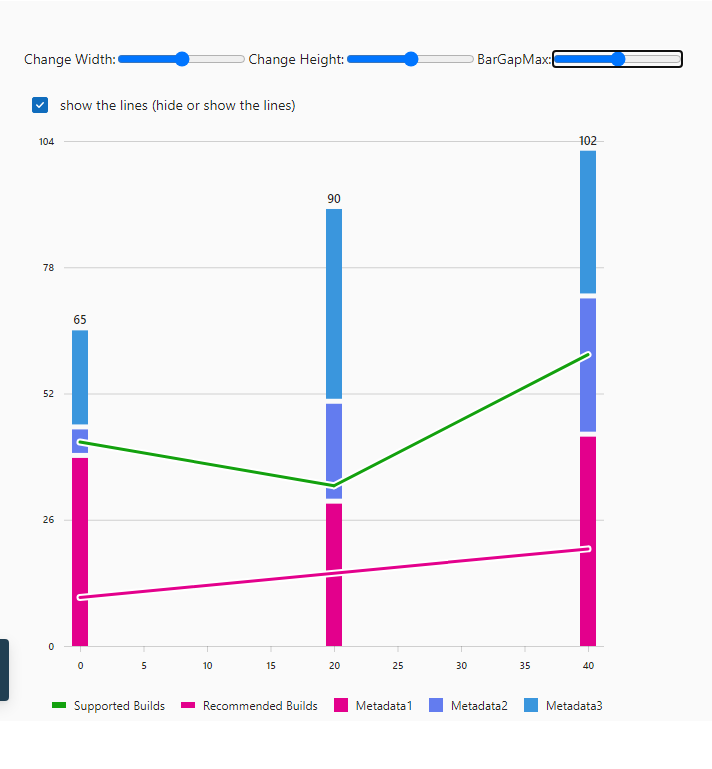 Change Width: Change Height: BarGapMax:
show the lines (hide or show the lines)
104
102
90
78
65
52
26
0
0 5 10 15 20 25 30 35 40
Supported Builds Recommended Builds Metadata1 Metadata2 Metadata3